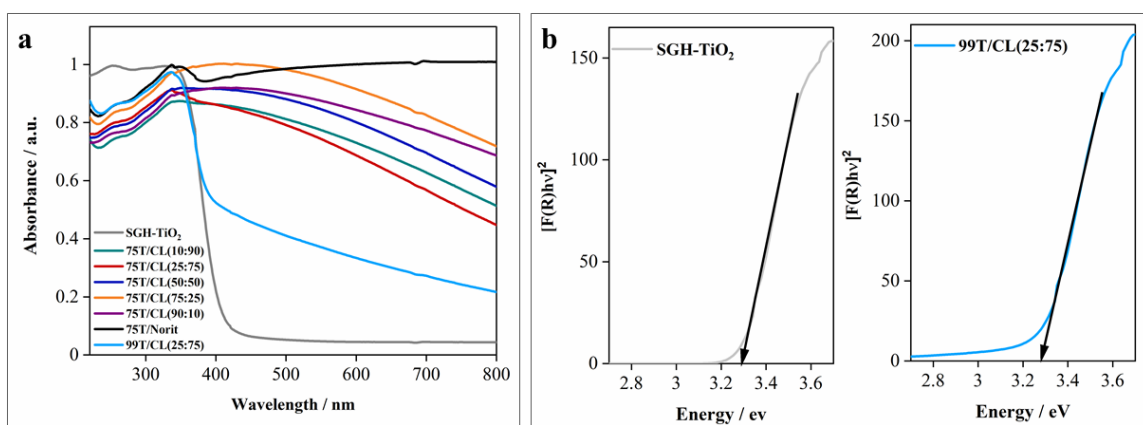 a
Absorbance / a.u.
1
0.8
0.6
0.4
0.2
0
SGH-TiO₂
75T/CL(10:90)
75T/CL(25:75)
75T/CL(50:50)
75T/CL(75:25)
75T/CL(90:10)
75T/Norit
99T/CL(25:75)
300 400 500 600 700 800
Wavelength / nm
b
[F(R)hν]²
150
100
50
0
SGH-TiO₂
2.8 3 3.2 3.4 3.6
Energy / ev
[F(R)hν]²
200
150
100
50
0
99T/CL(25:75)
2.8 3 3.2 3.4 3.6
Energy / eV